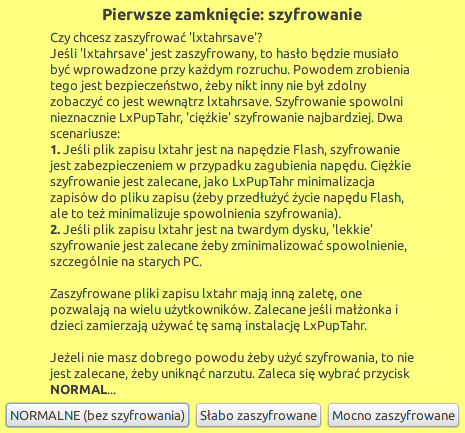 Pierwsze zamknięcie: szyfrowanie
Czy chcesz zaszyfrować 'lxtahrsave'?
Jeśli 'lxtahrsave' jest zaszyfrowany, to hasło będzie musiało
być wprowadzone przy każdym rozruchu. Powodem zrobienia
tego jest bezpieczeństwo, żeby nikt inny nie był zdolny
zobaczyć co jest wewnątrz lxtahrsave. Szyfrowanie spowolni
nieznacznie LxPupTahr, 'ciężkie' szyfrowanie najbardziej. Dwa
scenariusze:
1. Jeśli plik zapisu lxtahr jest na napędzie Flash, szyfrowanie
jest zabezpieczeniem w przypadku zagubienia napędu. Ciężkie
szyfrowanie jest zalecane, jako LxPupTahr minimalizacja
zapisów do pliku zapisu (żeby przedłużyć życie napędu Flash,
ale to też minimalizuje spowolnienia szyfrowania).
2. Jeśli plik zapisu lxtahr jest na twardym dysku, 'lekkie'
szyfrowanie jest zalecane żeby zminimalizować spowolnienie,
szczególnie na starych PC.
Zaszyfrowane pliki zapisu lxtahr mają inną zaletę, one
pozwalają na wielu użytkowników. Zalecane jeśli małżonka i
dzieci zamierzają używać tę samą instalację LxPupTahr.
Jeżeli nie masz dobrego powodu żeby użyć szyfrowania, to nie
jest zalecane, żeby uniknąć narzutu. Zaleca się wybrać przycisk
NORMAL...
NORMALNE (bez szyfrowania) Słabo zaszyfrowane Mocno zaszyfrowane